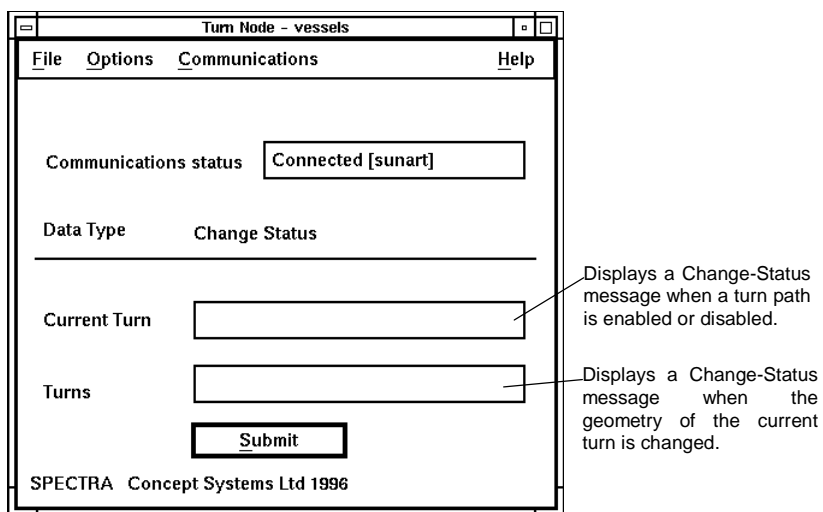 Turn Node - vessels
File Options Communications Help
Communications status Connected [sunart]
Data Type Change Status
Displays a Change-Status
message when a turn path
is enabled or disabled.
Current Turn
Displays a Change-Status
message when the
geometry of the current
turn is changed.
Turns
Submit
SPECTRA Concept Systems Ltd 1996